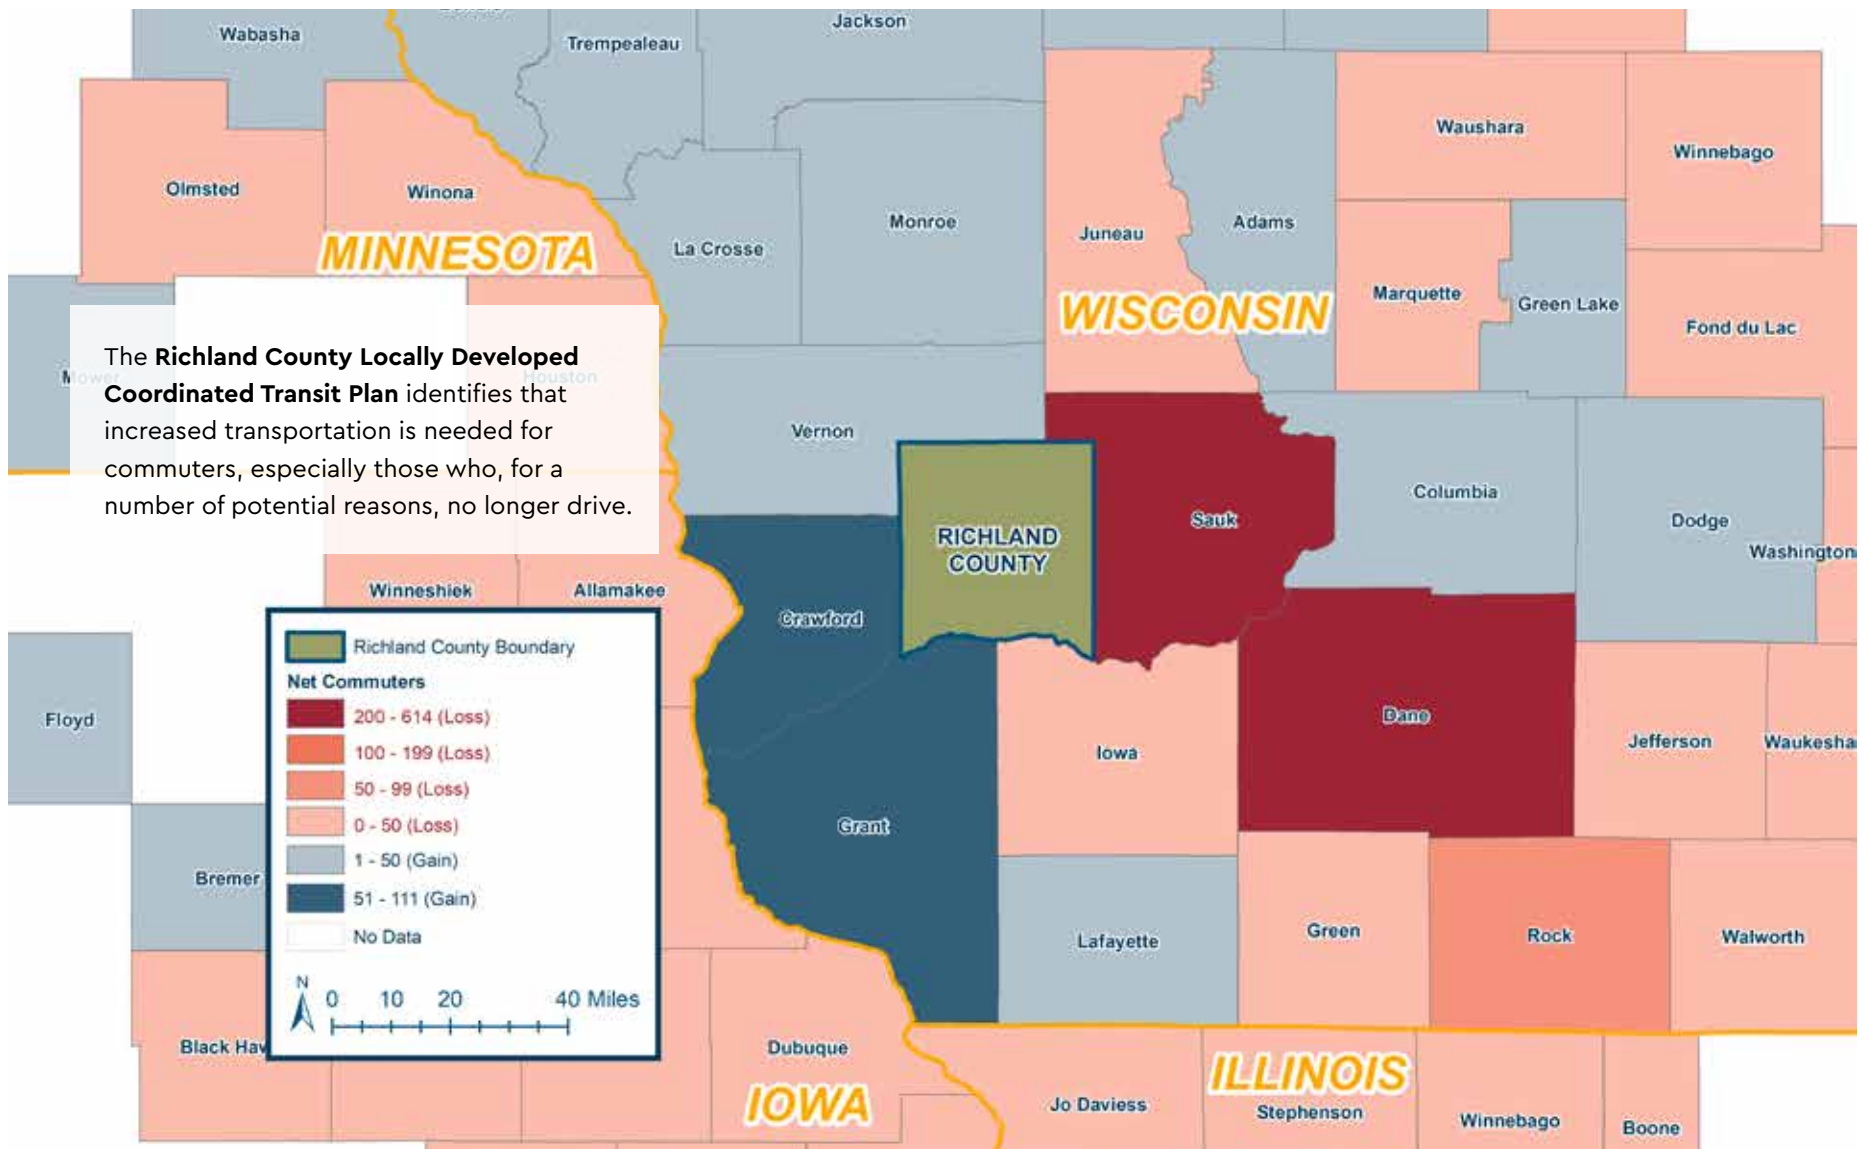 Wabasha
Trempealeau
Jackson
Olmsted
Winona
La Crosse
Monroe
Juneau
Adams
Waushara
Winnebago
MINNESOTA
WISCONSIN
Marquette
Green Lake
Fond du Lac
Mower
Houston
The Richland County Locally Developed
Coordinated Transit Plan identifies that
increased transportation is needed for
commuters, especially those who, for a
number of potential reasons, no longer drive.
Vernon
RICHLAND
COUNTY
Sauk
Columbia
Dodge
Washington
Winneshiek
Allamakee
Crawford
Floyd
Dane
Iowa
Jefferson
Waukesha
Grant
Bremer
Lafayette
Green
Rock
Walworth
Richland County Boundary
Net Commuters
200 - 614 (Loss)
100 - 199 (Loss)
50 - 99 (Loss)
0 - 50 (Loss)
1 - 50 (Gain)
51 - 111 (Gain)
No Data
N
0 10 20 40 Miles
Black Haw
Dubuque
IOWA
Jo Daviess
ILLINOIS
Stephenson
Winnebago
Boone